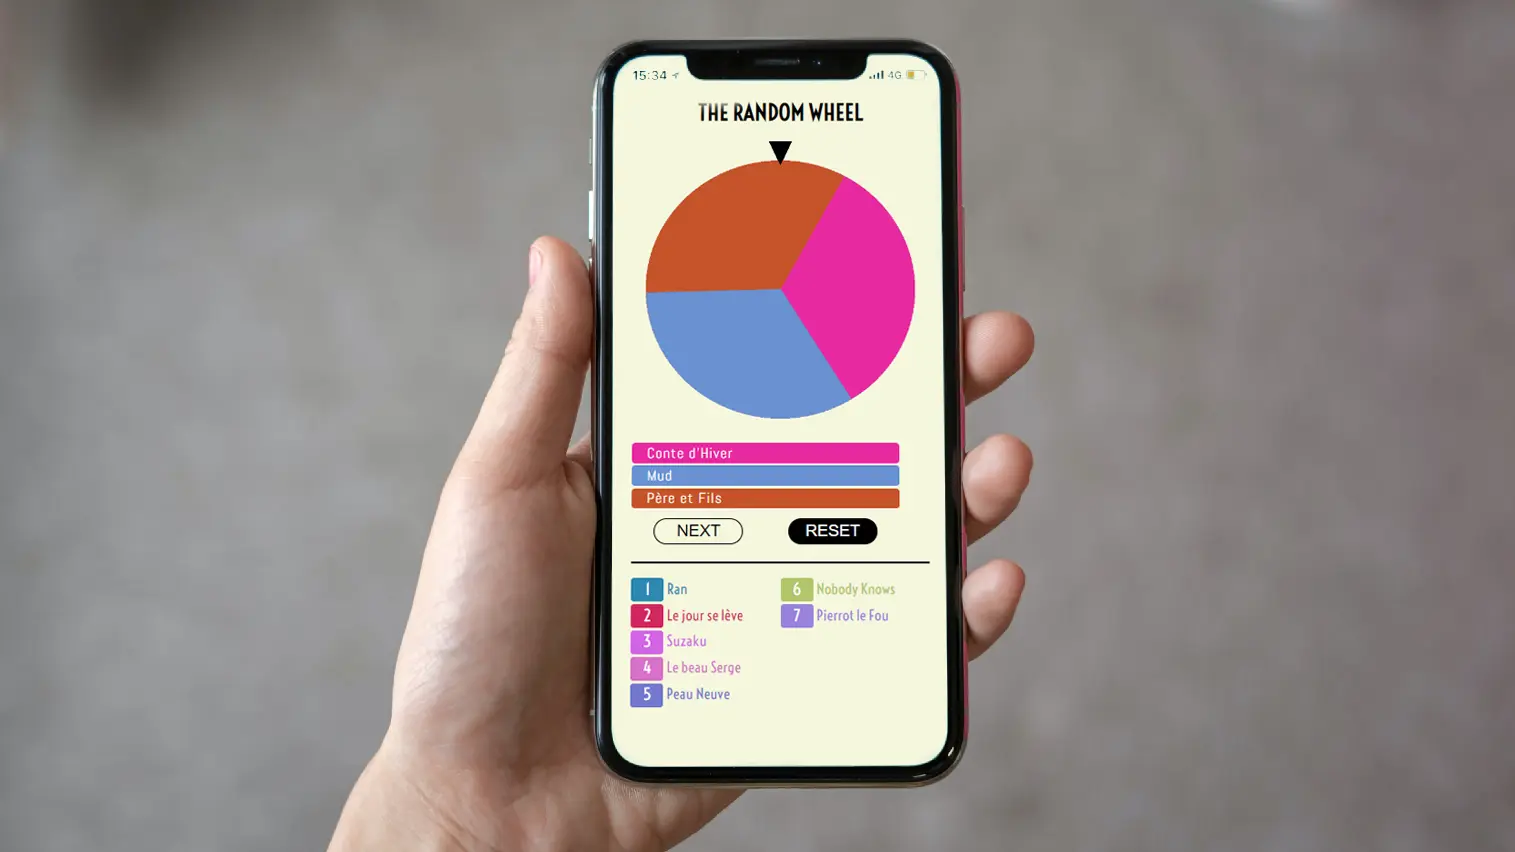 15:34
4G
THE RANDOM WHEEL
Conte d'Hiver
Mud
Père et Fils
NEXT
RESET
1 Ran
2 Le jour se lêve
3 Suzaku
4 Le beau Serge
5 Peau Neuve
6 Nobody Knows
7 Pierrot le Fou